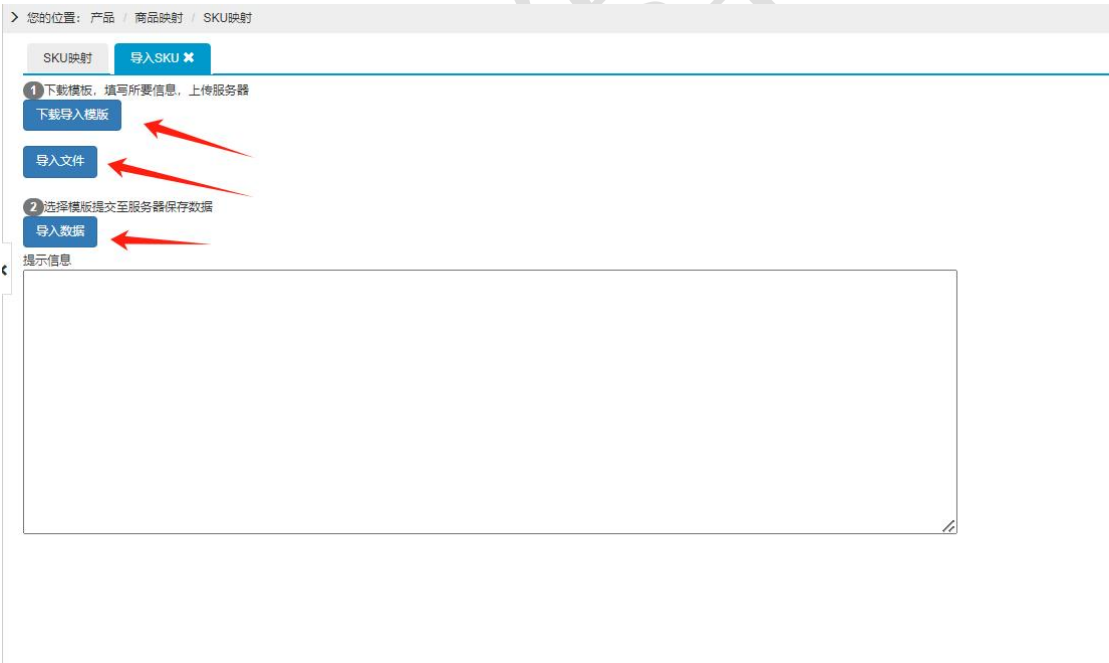 您的位置： 产品 / 商品映射 / SKU映射
SKU映射 导入SKU ✖
1 下载模板，填写所要信息，上传服务器
下载导入模版
导入文件
2 选择模版提交至服务器保存数据
导入数据
提示信息